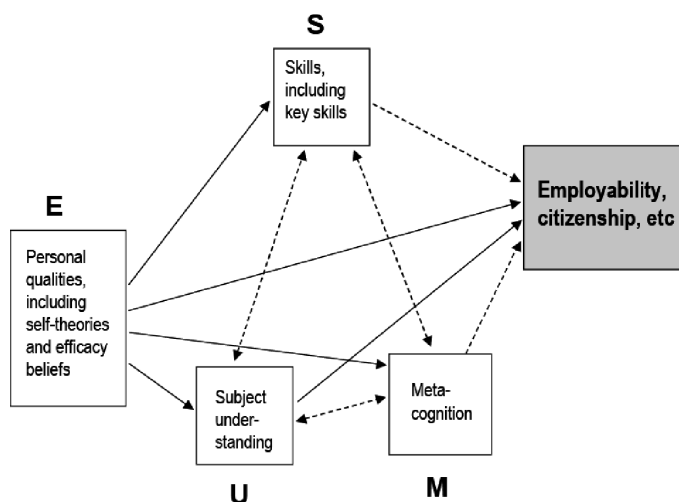 S
Skills,
including
key skills
Employability,
citizenship, etc
E
Personal
qualities,
including
self-theories
and efficacy
beliefs
Subject
under-
standing
Meta-
cognition
U
M